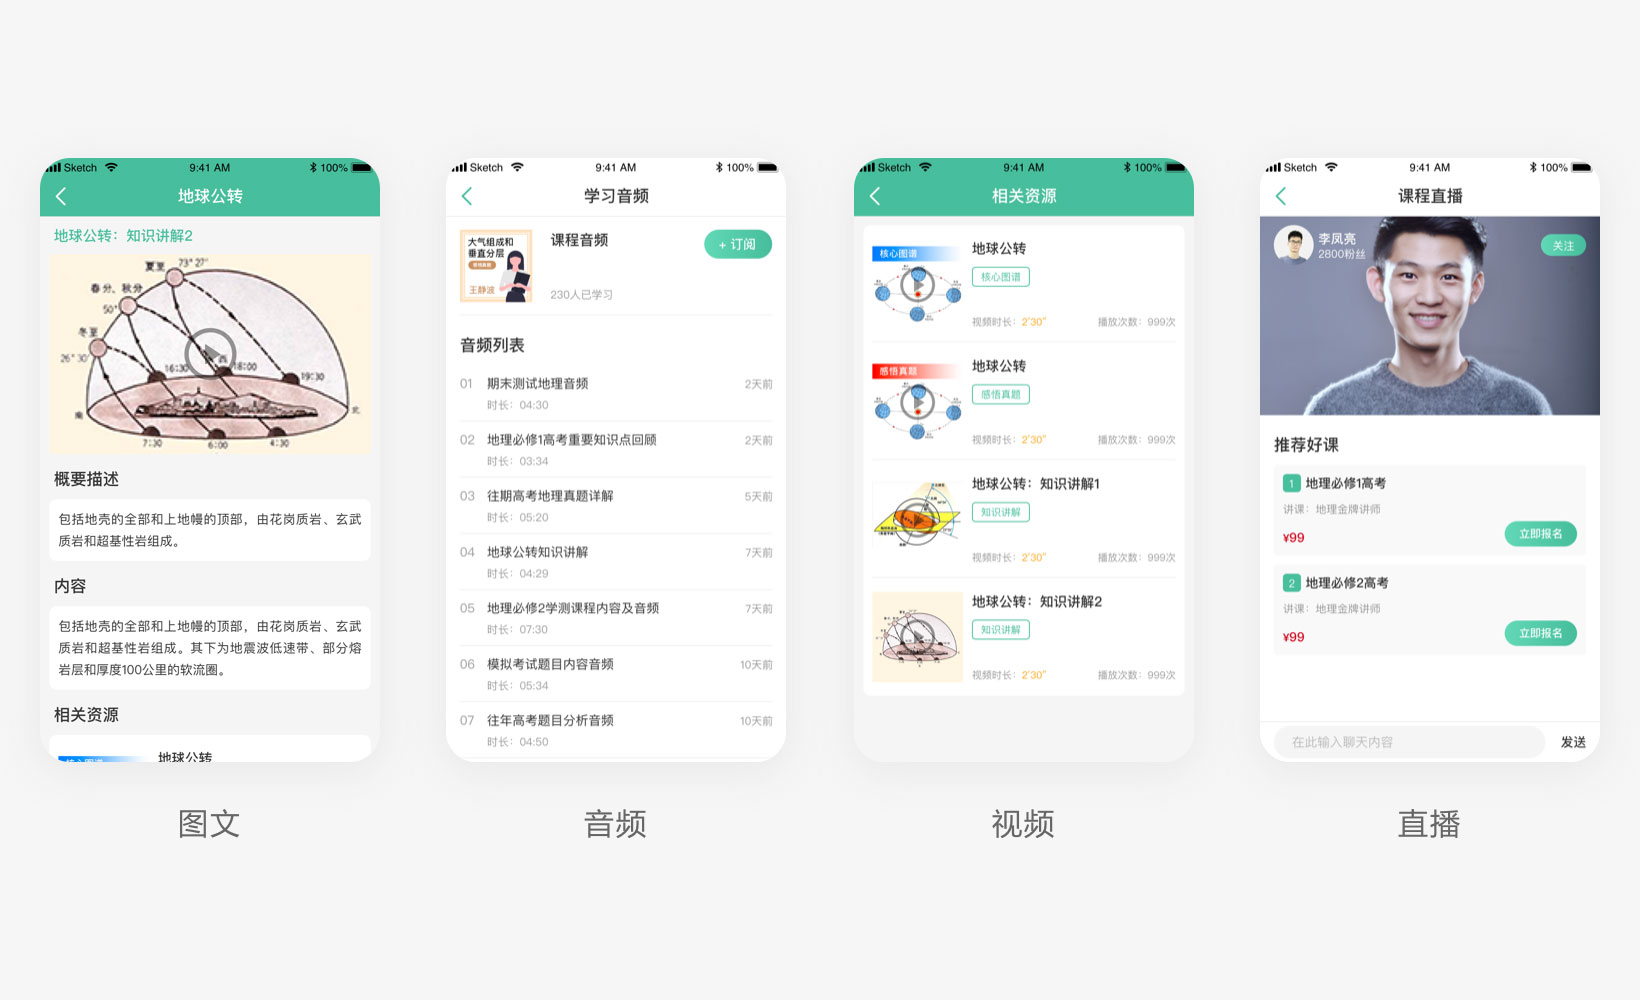 Sketch 9:41 AM 100%
地球公转
地球公转：知识讲解2
夏至 73° 27'
春分、秋分
50°
冬至
26° 30'
16:30 西 18:00
19:30
南
北
7:30 6:00 4:30
概要描述
包括地壳的全部和上地幔的顶部，由花岗质岩、玄武
质岩和超基性岩组成。
内容
包括地壳的全部和上地幔的顶部，由花岗质岩、玄武
质岩和超基性岩组成。其下为地震波低速带、部分熔
岩层和厚度100公里的软流圈。
相关资源
核心图谱
地球公转
图文
Sketch 9:41 AM 100%
学习音频
大气组成和
垂直分层
王静波
课程音频
+ 订阅
230人已学习
音频列表
01 期末测试地理音频 2天前
时长：04:30
02 地理必修1高考重要知识点回顾 2天前
时长：03:34
03 往期高考地理真题详解 5天前
时长：05:20
04 地球公转知识讲解 7天前
时长：04:29
05 地理必修2学测课程内容及音频 7天前
时长：07:30
06 模拟考试题目内容音频 10天前
时长：05:34
07 往年高考题目分析音频 10天前
时长：04:50
音频
Sketch 9:41 AM 100%
相关资源
核心图谱
地球公转
核心图谱
视频时长：2'30" 播放次数：999次
感悟真题
地球公转
感悟真题
视频时长：2'30" 播放次数：999次
地球公转：知识讲解1
知识讲解
视频时长：2'30" 播放次数：999次
地球公转：知识讲解2
知识讲解
视频时长：2'30" 播放次数：999次
视频
Sketch 9:41 AM 100%
课程直播
李凤亮
2800粉丝
关注
推荐好课
1 地理必修1高考
讲课：地理金牌讲师
¥99
立即报名
2 地理必修2高考
讲课：地理金牌讲师
¥99
立即报名
在此输入聊天内容
发送
直播